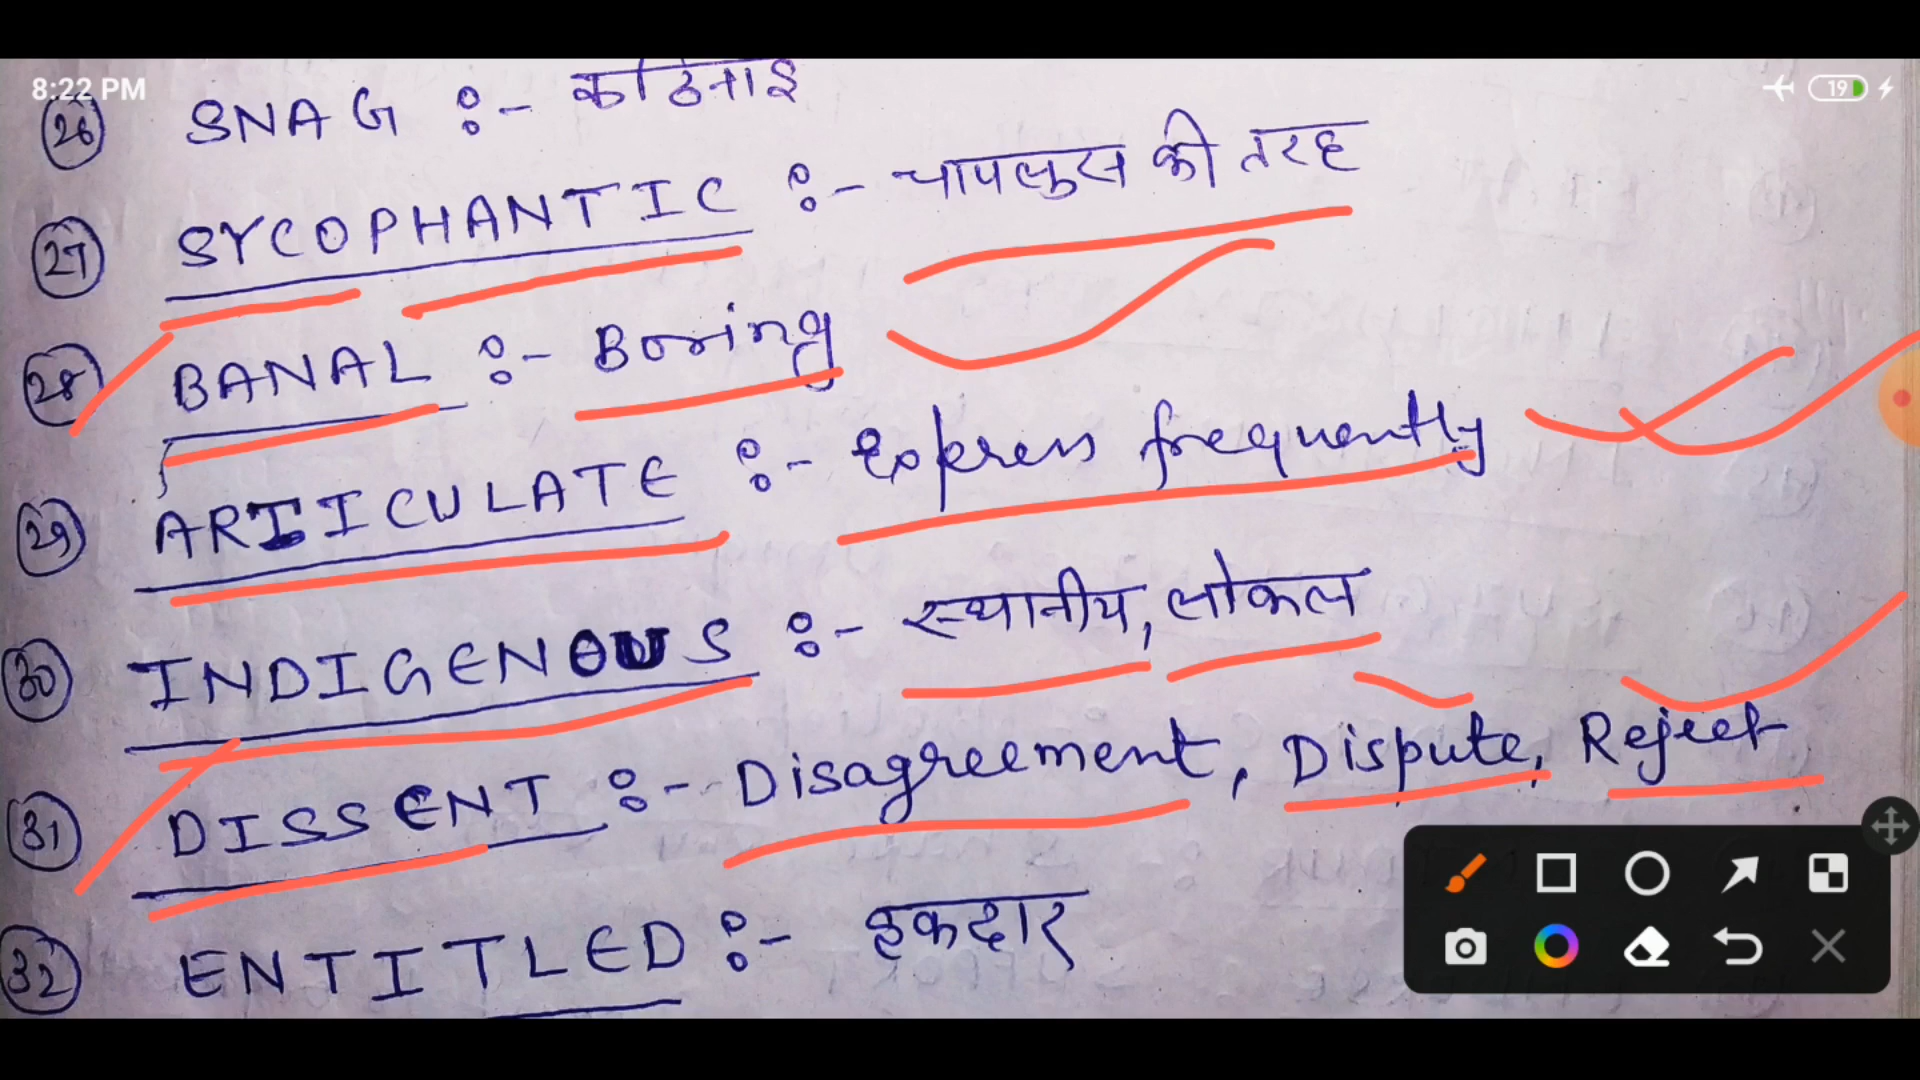 8:22 PM
19
26 SNAG :- कठिनाई
27 SYCOPHANTIC :- चापलुस की तरह
28 BANAL :- Boring
29 ARTICULATE :- Express frequently
30 INDIGENOUS :- स्थानीय, लोकल
31 DISSENT :- Disagreement, Dispute, Reject
32 ENTITLED :- हकदार